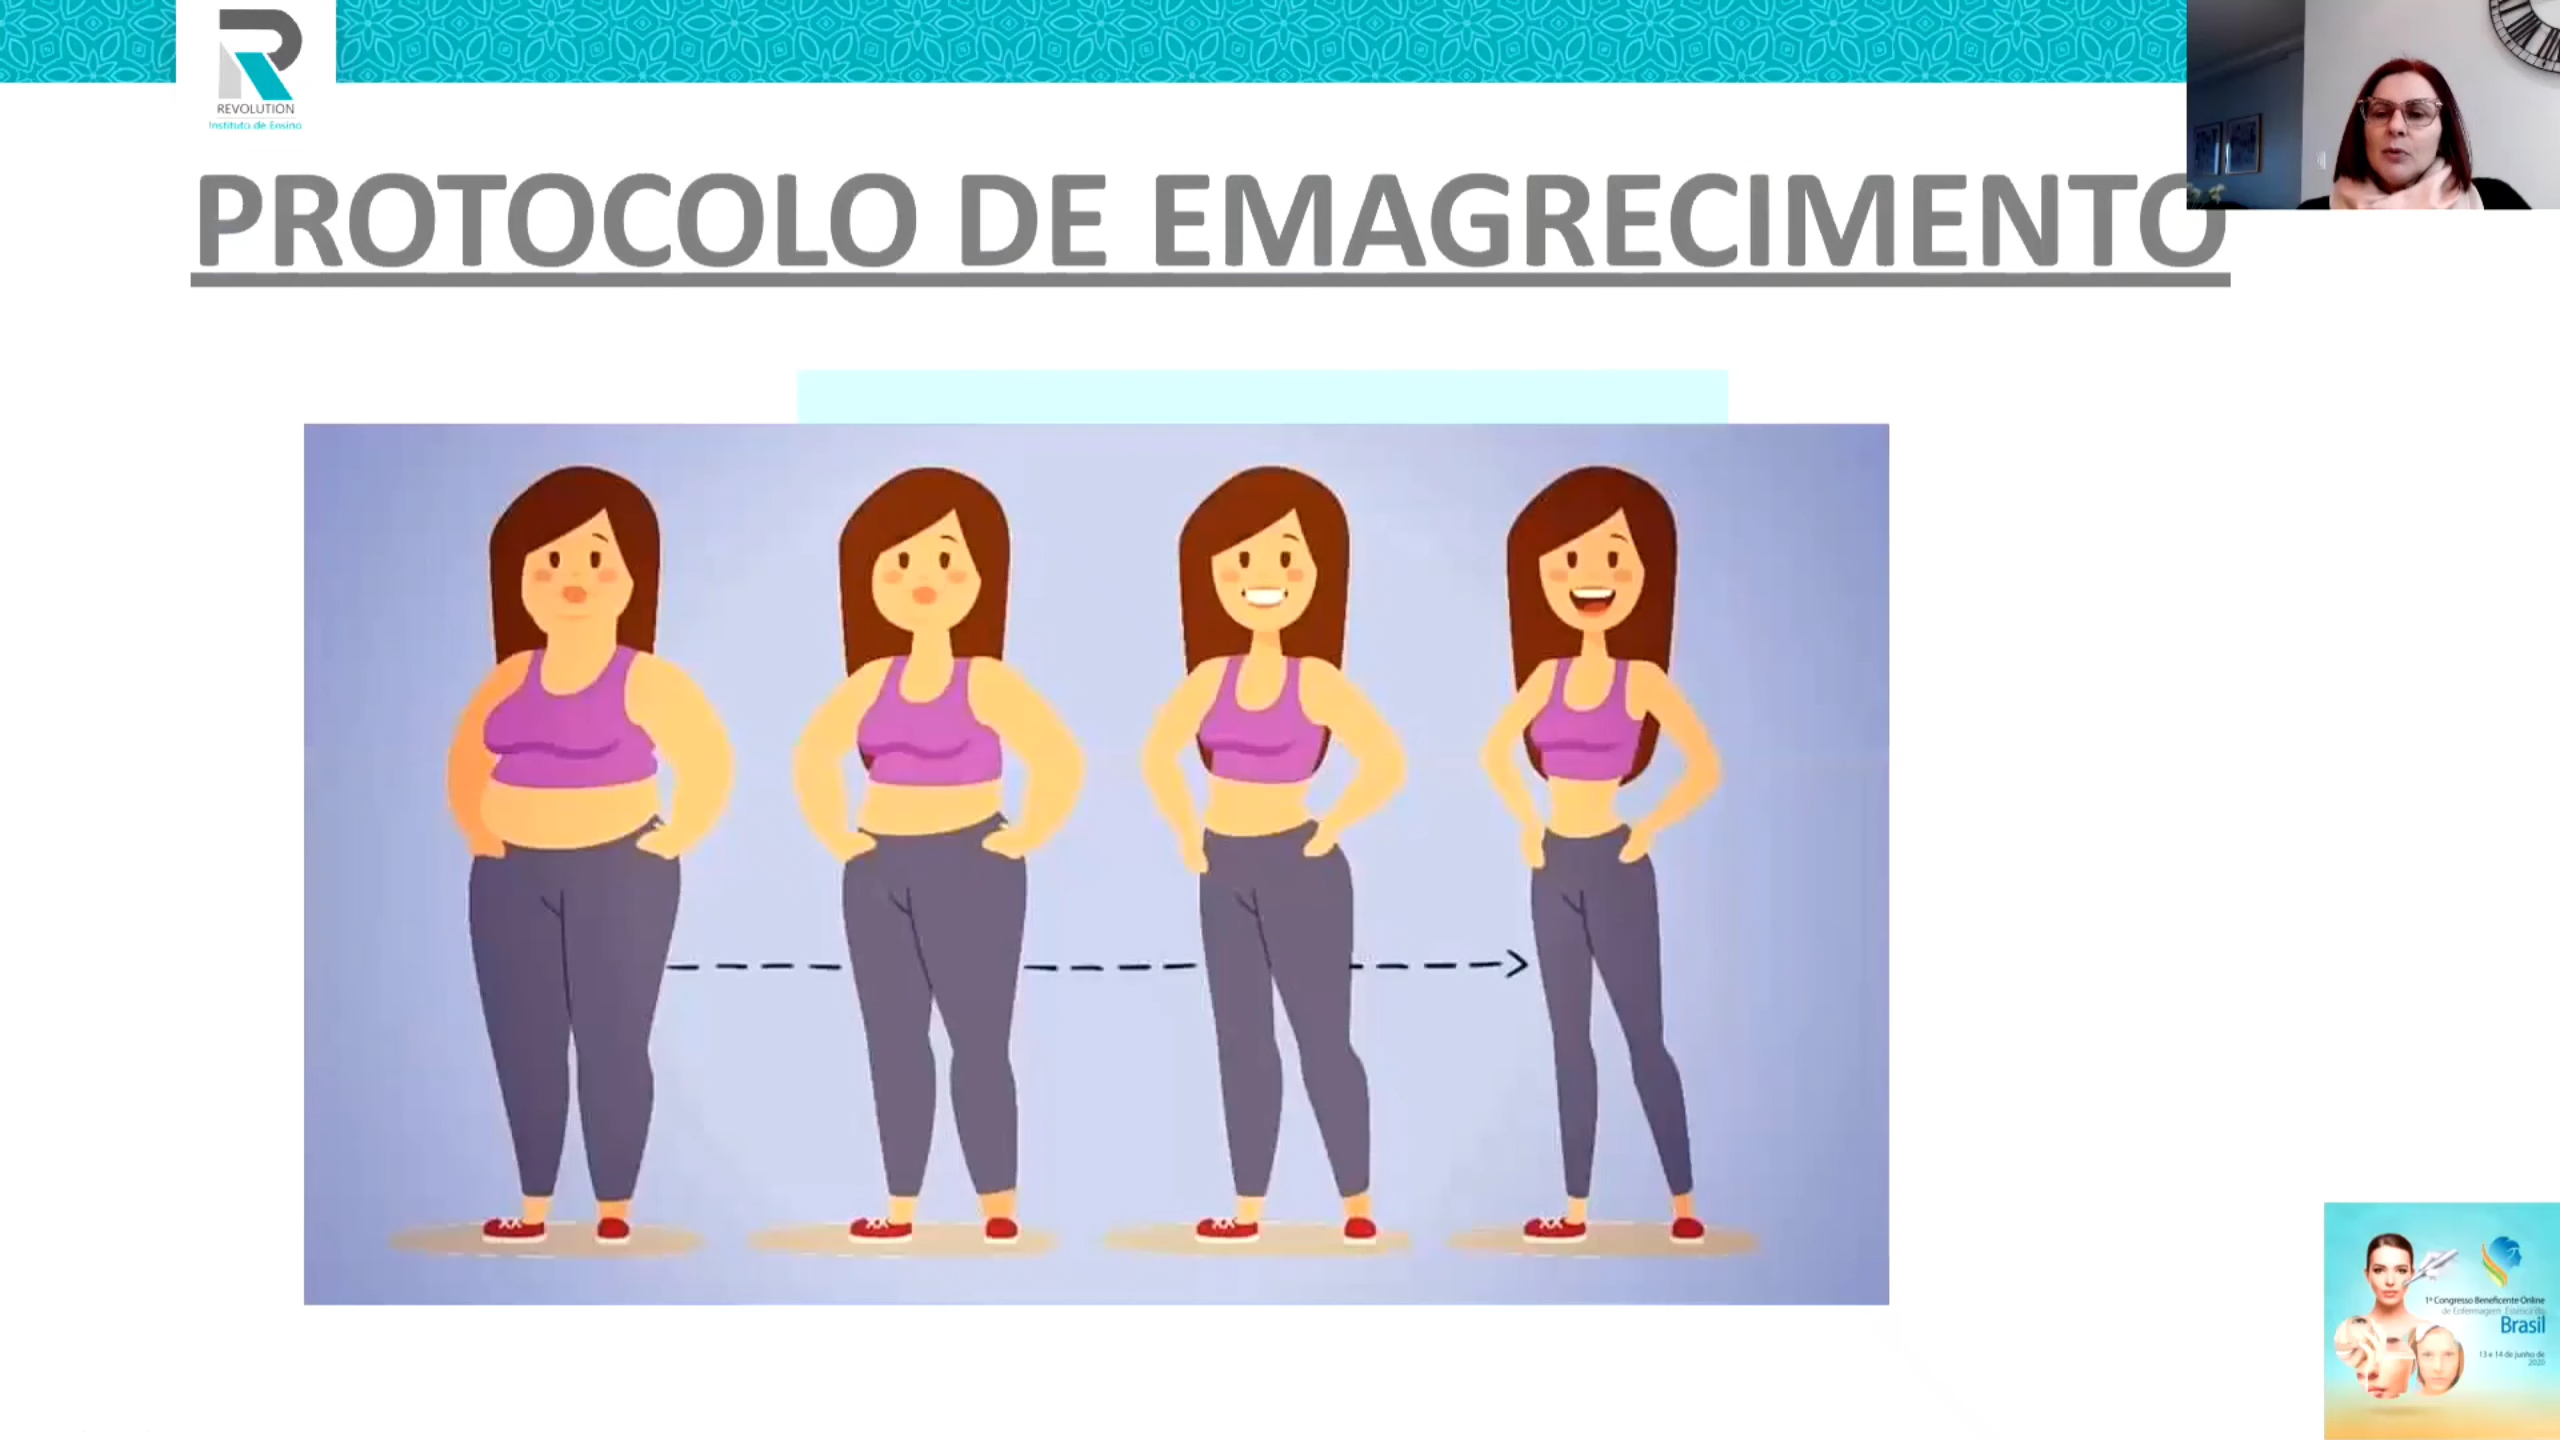 REVOLUTION
Instituto de Ensino
PROTOCOLO DE EMAGRECIMENTO
1º Congresso Beneficente Online
de Enfermagem Estética do
Brasil
13 e 14 de junho de
2020